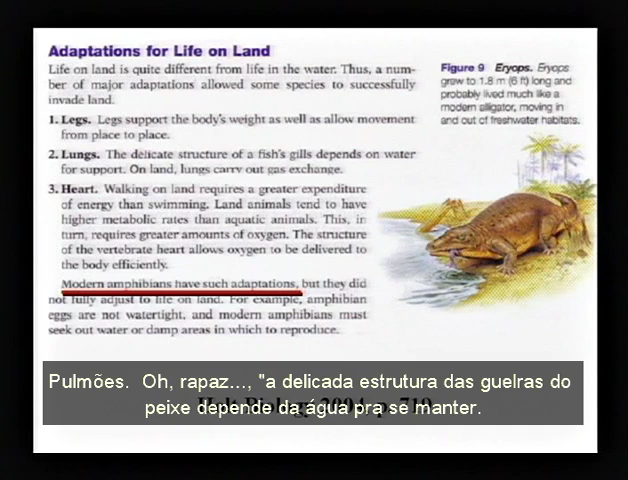 Adaptations for Life on Land
Life on land is quite different from life in the water. Thus, a num-
ber of major adaptations allowed some species to successfully
invade land.
1. Legs. Legs support the body's weight as well as allow movement
from place to place.
2. Lungs. The delicate structure of a fish's gills depends on water
for support. On land, lungs carry out gas exchange.
3. Heart. Walking on land requires a greater expenditure
of energy than swimming. Land animals tend to have
higher metabolic rates than aquatic animals. This, in
turn, requires greater amounts of oxygen. The structure
of the vertebrate heart allows oxygen to be delivered to
the body efficiently.
Modern amphibians have such adaptations, but they did
not fully adjust to life on land. For example, amphibian
eggs are not watertight, and modern amphibians must
seek out water or damp areas in which to reproduce.
Figure 9 Eryops. Eryops
grew to 1.8 m (6 ft) long and
probably lived much like a
modern alligator, moving in
and out of freshwater habitats.
Holt Biology 2004, p. 719
Pulmões. Oh, rapaz..., "a delicada estrutura das guelras do
peixe depende da água pra se manter.